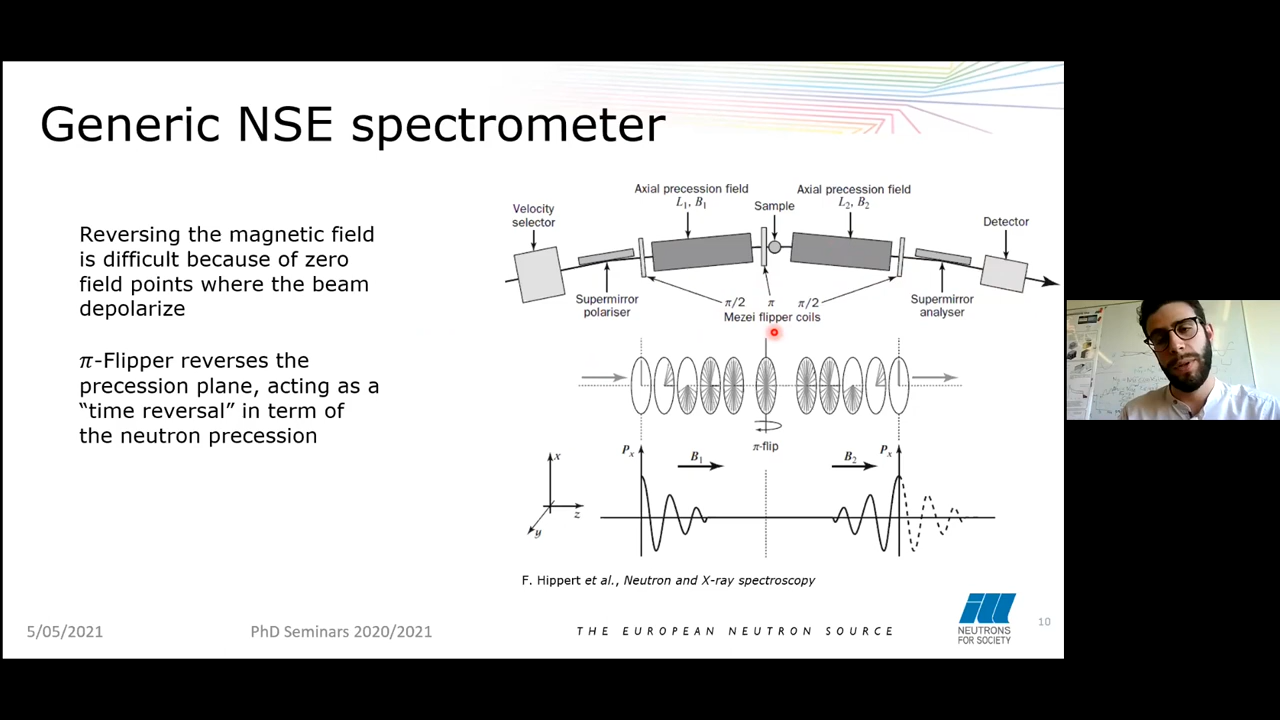 Generic NSE spectrometer
Reversing the magnetic field
is difficult because of zero
field points where the beam
depolarize
π-Flipper reverses the
precession plane, acting as a
“time reversal” in term of
the neutron precession
Axial precession field
L₁, B₁
Axial precession field
L₂, B₂
Velocity
selector
Sample
Detector
Supermirror
polariser
π/2 π π/2
Mezei flipper coils
Supermirror
analyser
π-flip
Pₓ
B₁
B₂
Pₓ
x
z
y
F. Hippert et al., Neutron and X-ray spectroscopy
5/05/2021
PhD Seminars 2020/2021
THE EUROPEAN NEUTRON SOURCE
ill
NEUTRONS
FOR SOCIETY
10